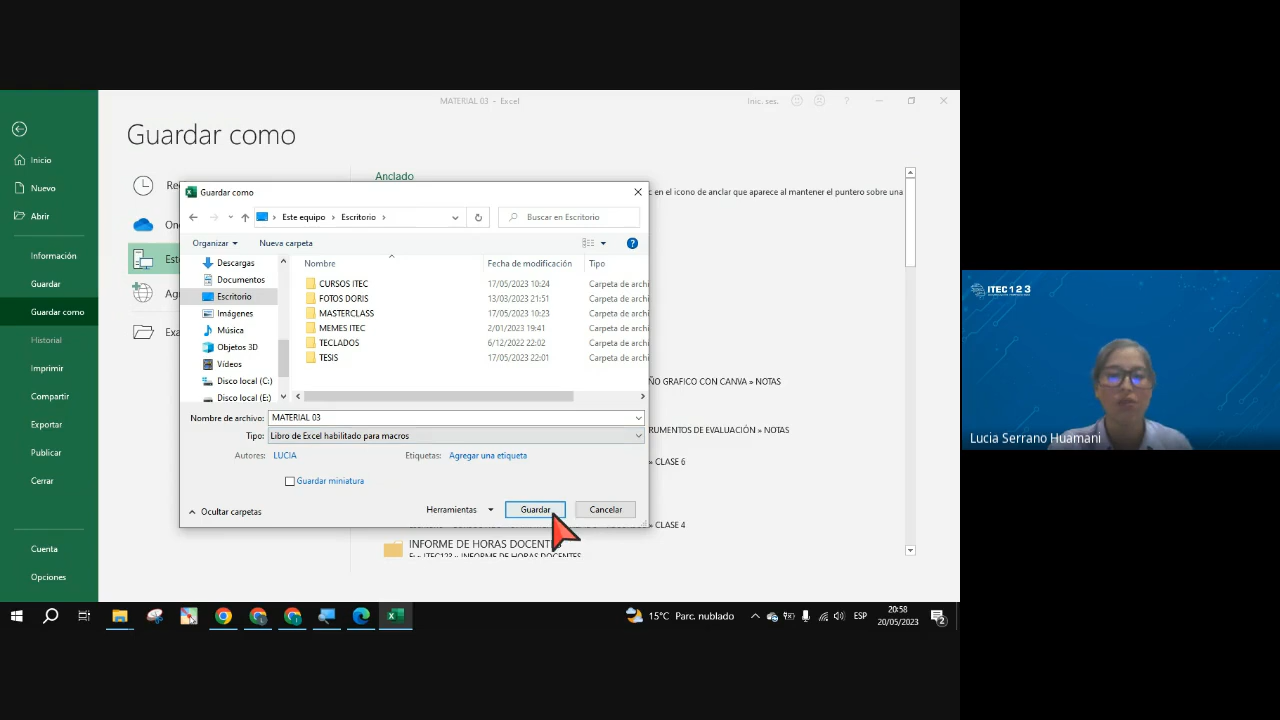 MATERIAL 03 - Excel
Inic. ses.
?
Guardar como
Inicio
Nuevo
Abrir
Información
Guardar
Guardar como
Historial
Imprimir
Compartir
Exportar
Publicar
Cerrar
Cuenta
Opciones
Anclado
c en el icono de anclar que aparece al mantener el puntero sobre una
Guardar como
Este equipo > Escritorio >
Buscar en Escritorio
Organizar
Nueva carpeta
Descargas
Documentos
Escritorio
Imágenes
Música
Objetos 3D
Vídeos
Disco local (C:)
Disco local (E:)
Nombre Fecha de modificación Tipo
CURSOS ITEC 17/05/2023 10:24 Carpeta de archi
FOTOS DORIS 13/03/2023 21:51 Carpeta de archi
MASTERCLASS 17/05/2023 10:23 Carpeta de archi
MEMES ITEC 2/01/2023 19:41 Carpeta de archi
TECLADOS 6/12/2022 22:02 Carpeta de archi
TESIS 17/05/2023 22:01 Carpeta de archi
Nombre de archivo: MATERIAL 03
Tipo: Libro de Excel habilitado para macros
Autores: LUCIA
Etiquetas: Agregar una etiqueta
Guardar miniatura
Ocultar carpetas
Herramientas
Guardar
Cancelar
ÑO GRAFICO CON CANVA » NOTAS
RUMENTOS DE EVALUACIÓN » NOTAS
» CLASE 6
» CLASE 4
INFORME DE HORAS DOCENTES
ITEC123 » INFORME DE HORAS DOCENTES
15°C Parc. nublado
ESP
20:58
20/05/2023
2
ITEC 1 2 3
Lucia Serrano Huamani